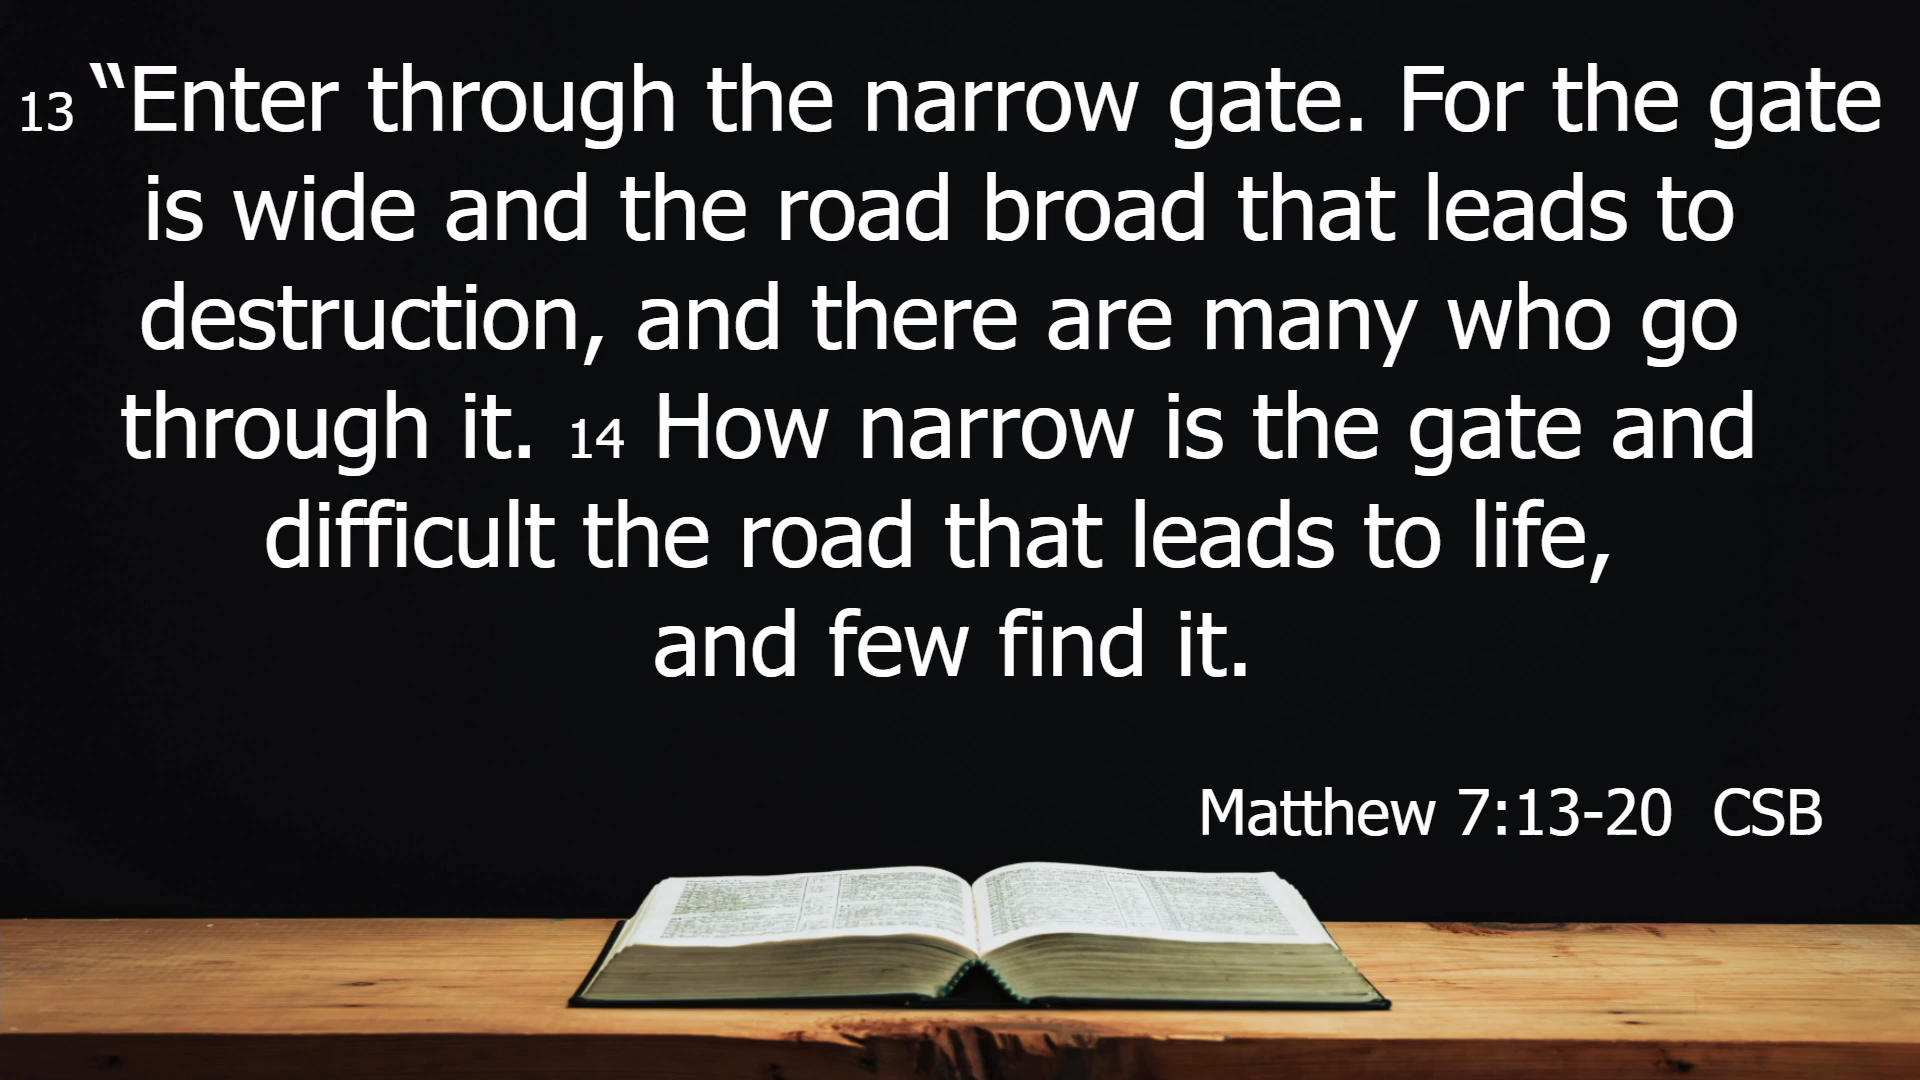 13 “Enter through the narrow gate. For the gate
is wide and the road broad that leads to
destruction, and there are many who go
through it. 14 How narrow is the gate and
difficult the road that leads to life,
and few find it.
Matthew 7:13-20 CSB